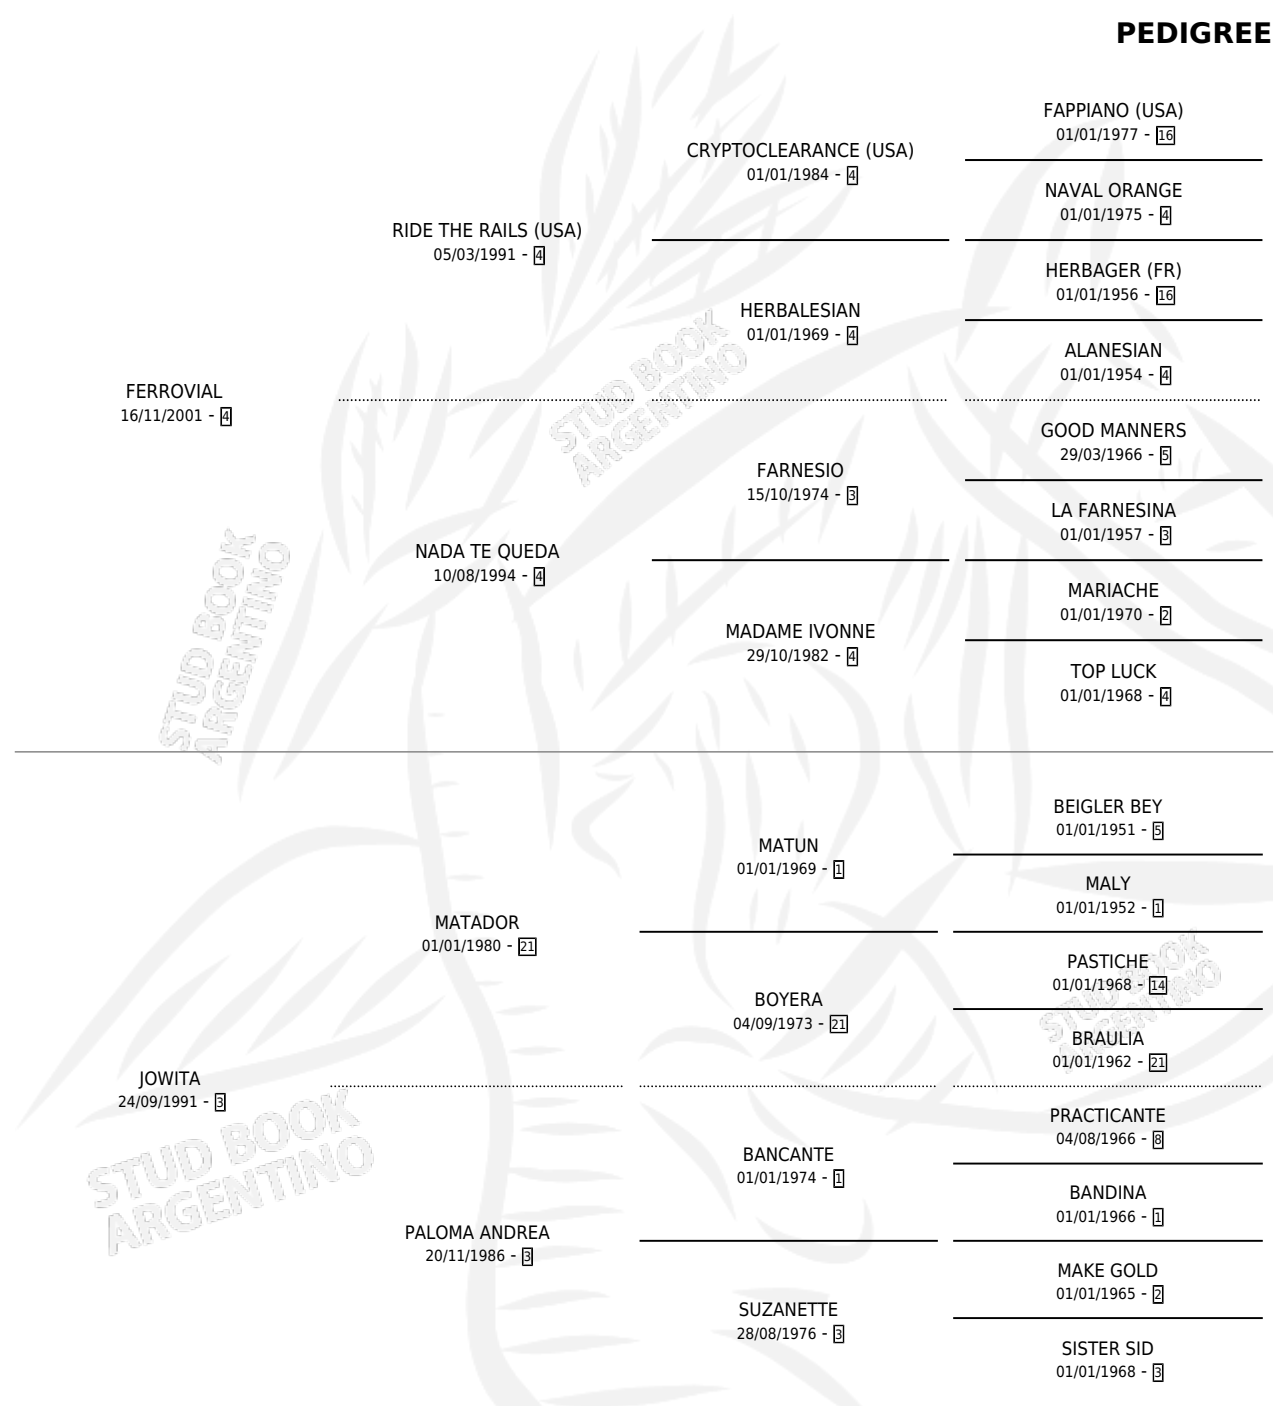 PEDIGREE
FAPPIANO (USA)
01/01/1977 - 16
CRYPTOCLEARANCE (USA)
01/01/1984 - 4
NAVAL ORANGE
01/01/1975 - 4
RIDE THE RAILS (USA)
05/03/1991 - 4
HERBAGER (FR)
01/01/1956 - 16
HERBALESIAN
01/01/1969 - 4
ALANESIAN
01/01/1954 - 4
FERROVIAL
16/11/2001 - 4
GOOD MANNERS
29/03/1966 - 5
FARNESIO
15/10/1974 - 3
LA FARNESINA
01/01/1957 - 3
NADA TE QUEDA
10/08/1994 - 4
MARIACHE
01/01/1970 - 2
MADAME IVONNE
29/10/1982 - 4
TOP LUCK
01/01/1968 - 4
BEIGLER BEY
01/01/1951 - 5
MATUN
01/01/1969 - 1
MALY
01/01/1952 - 1
MATADOR
01/01/1980 - 21
PASTICHE
01/01/1968 - 14
BOYERA
04/09/1973 - 21
BRAULIA
01/01/1962 - 21
JOWITA
24/09/1991 - 3
PRACTICANTE
04/08/1966 - 8
BANCANTE
01/01/1974 - 1
BANDINA
01/01/1966 - 1
PALOMA ANDREA
20/11/1986 - 3
MAKE GOLD
01/01/1965 - 2
SUZANETTE
28/08/1976 - 3
SISTER SID
01/01/1968 - 3
STUD BOOK
ARGENTINO
STUD BOOK
ARGENTINO
STUD BOOK
ARGENTINO
STUD BOOK
ARGENTINO